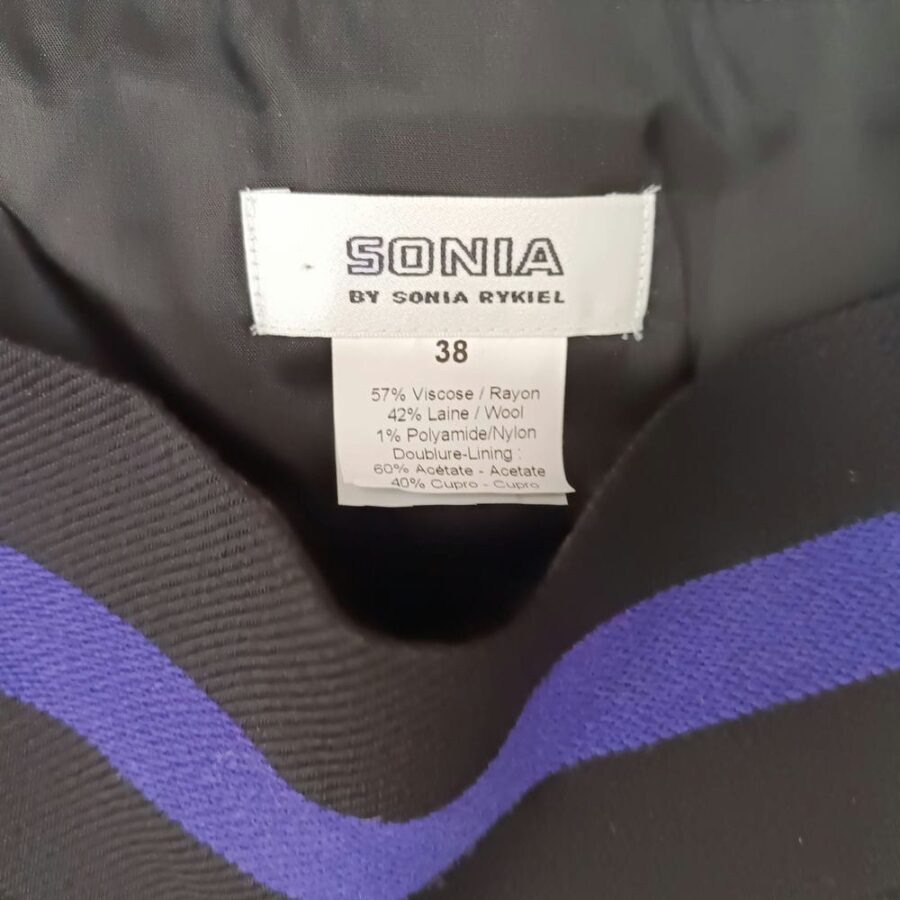 SONIA
BY SONIA RYKIEL
38
57% Viscose / Rayon
42% Laine / Wool
1% Polyamide/Nylon
Doublure-Lining :
60% Acétate - Acetate
40% Cupro - Cupro